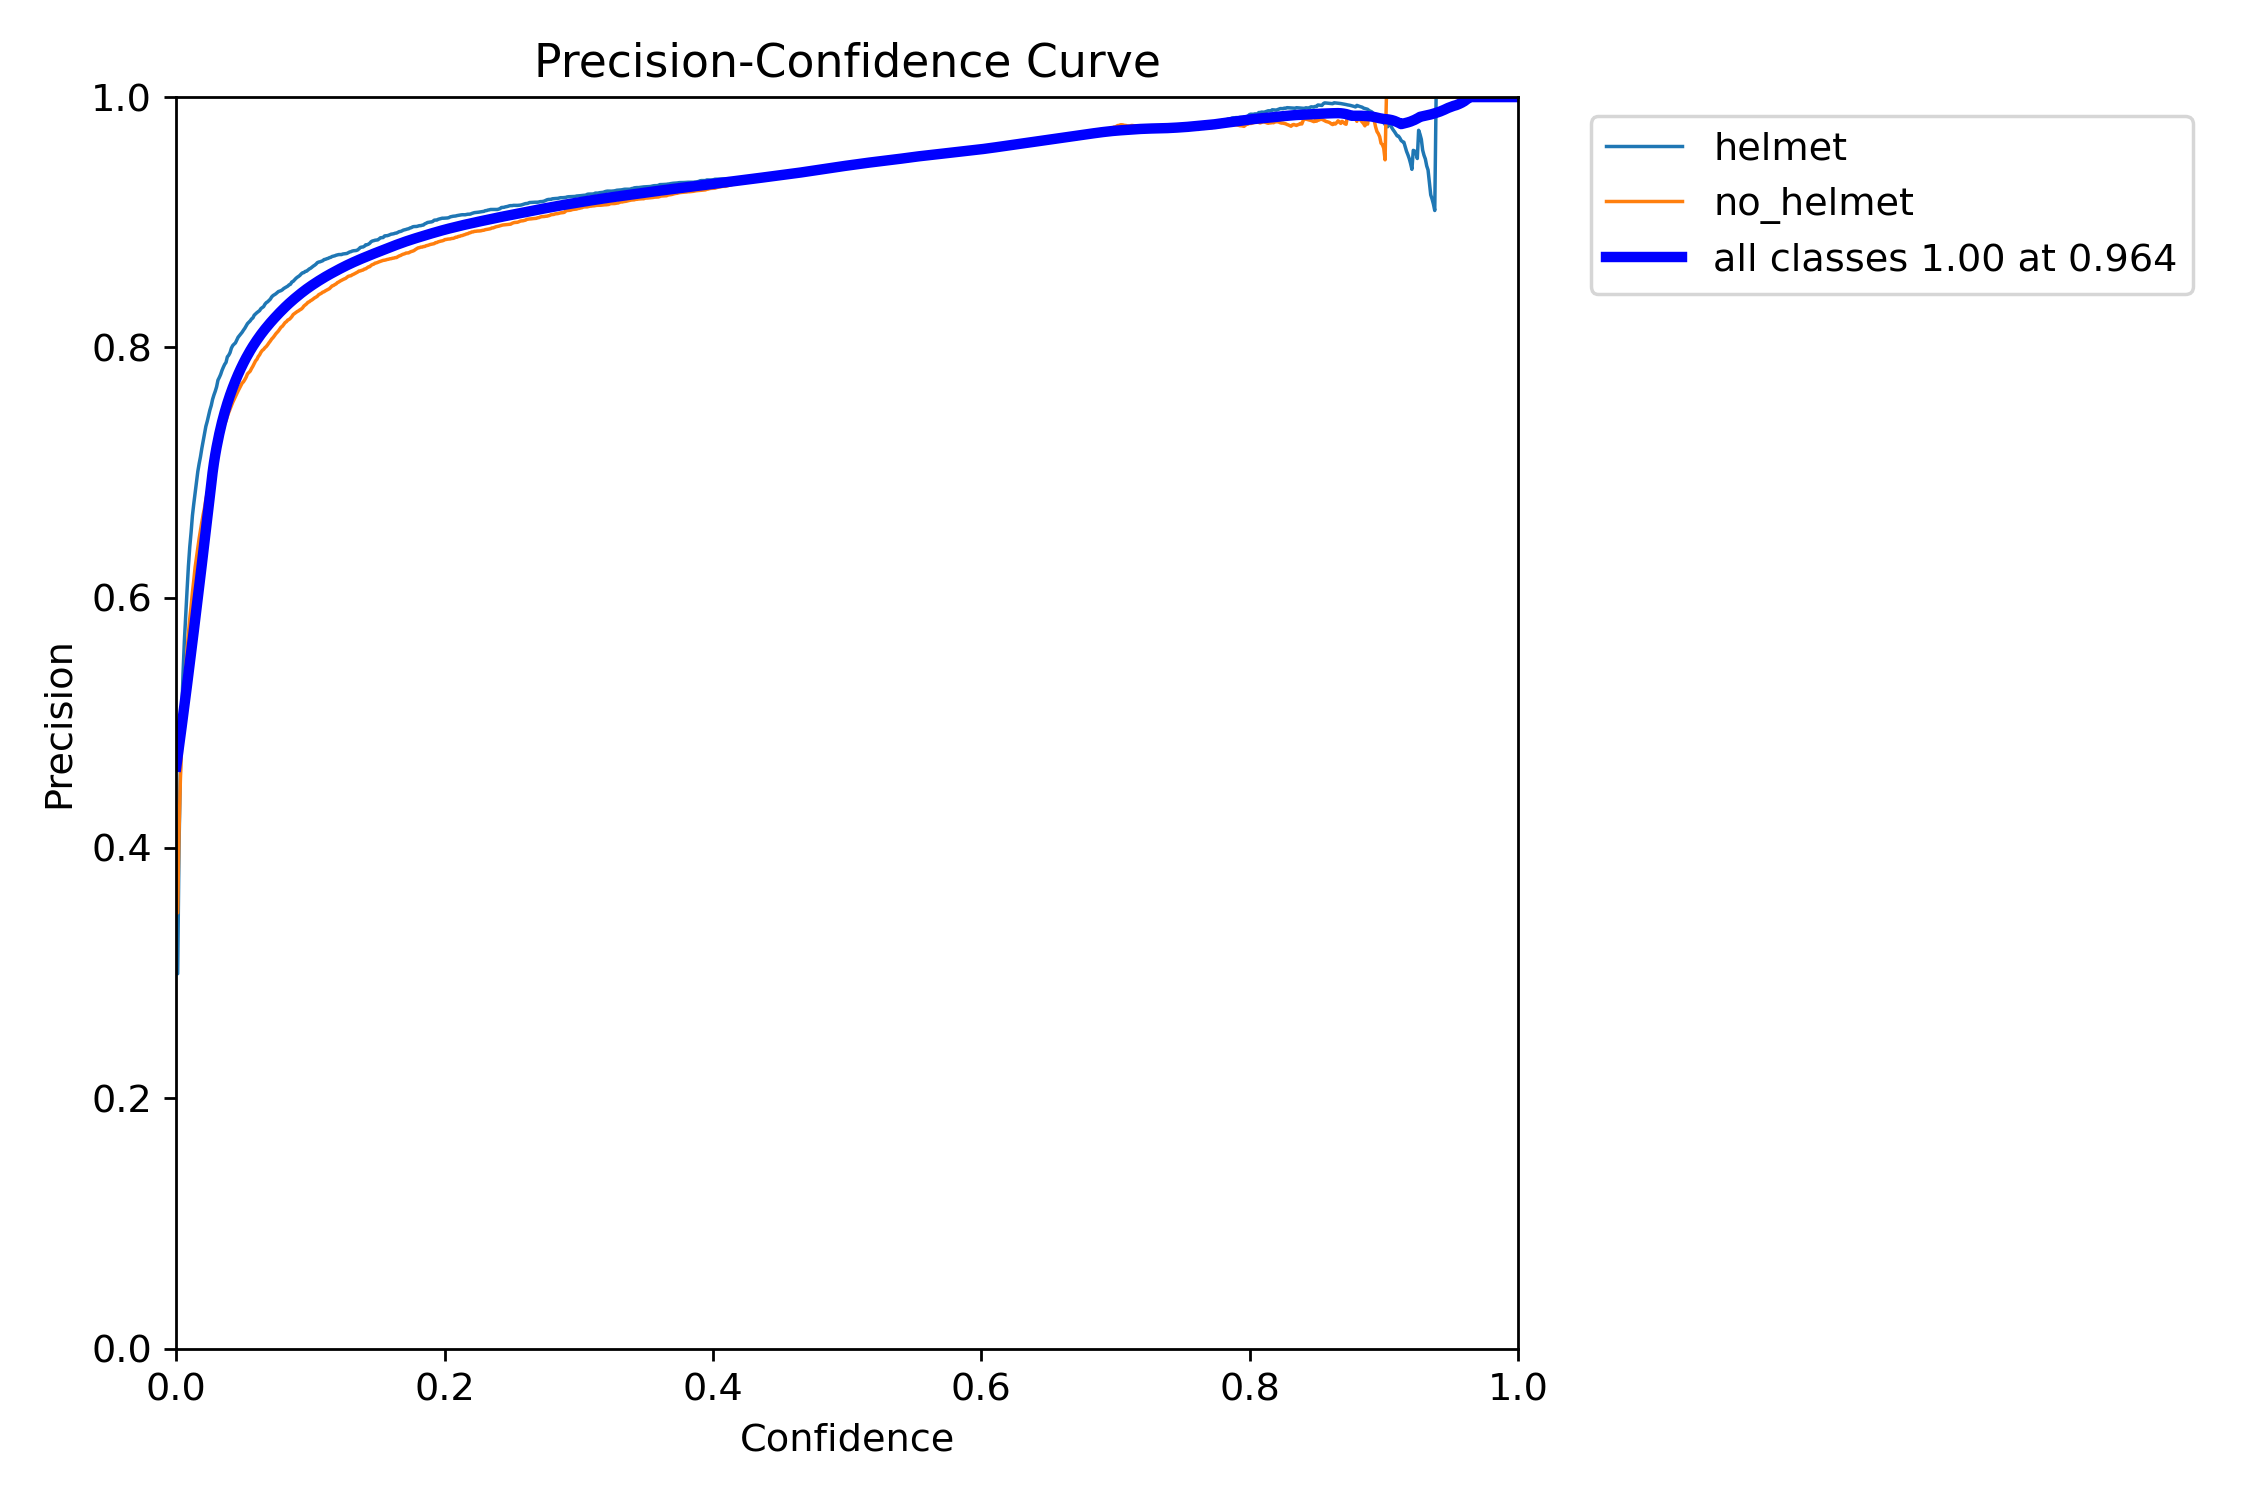 Precision-Confidence Curve
1.0
0.8
0.6
0.4
0.2
0.0
Precision
0.0 0.2 0.4 0.6 0.8 1.0
Confidence
helmet
no_helmet
all classes 1.00 at 0.964